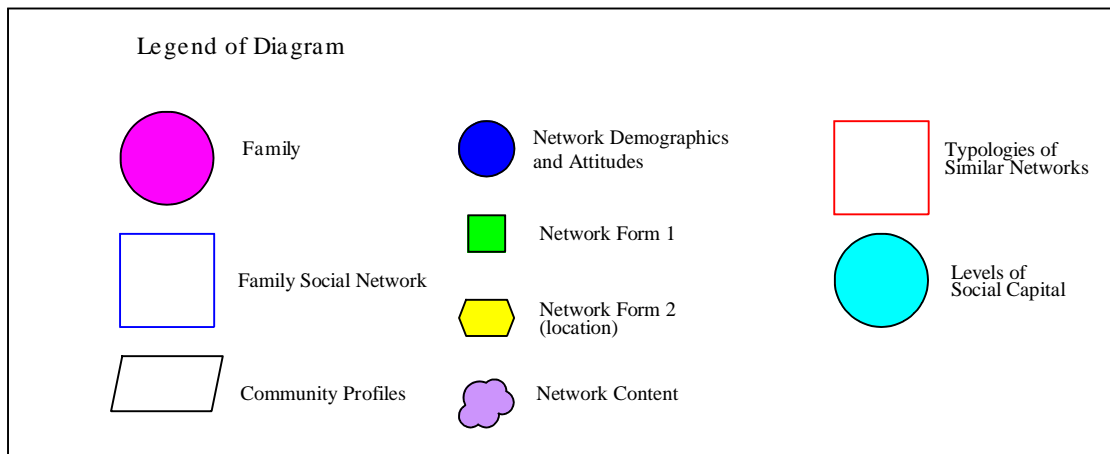 Legend of Diagram
Family
Family Social Network
Community Profiles
Network Demographics
and Attitudes
Network Form 1
Network Form 2
(location)
Network Content
Typologies of
Similar Networks
Levels of
Social Capital